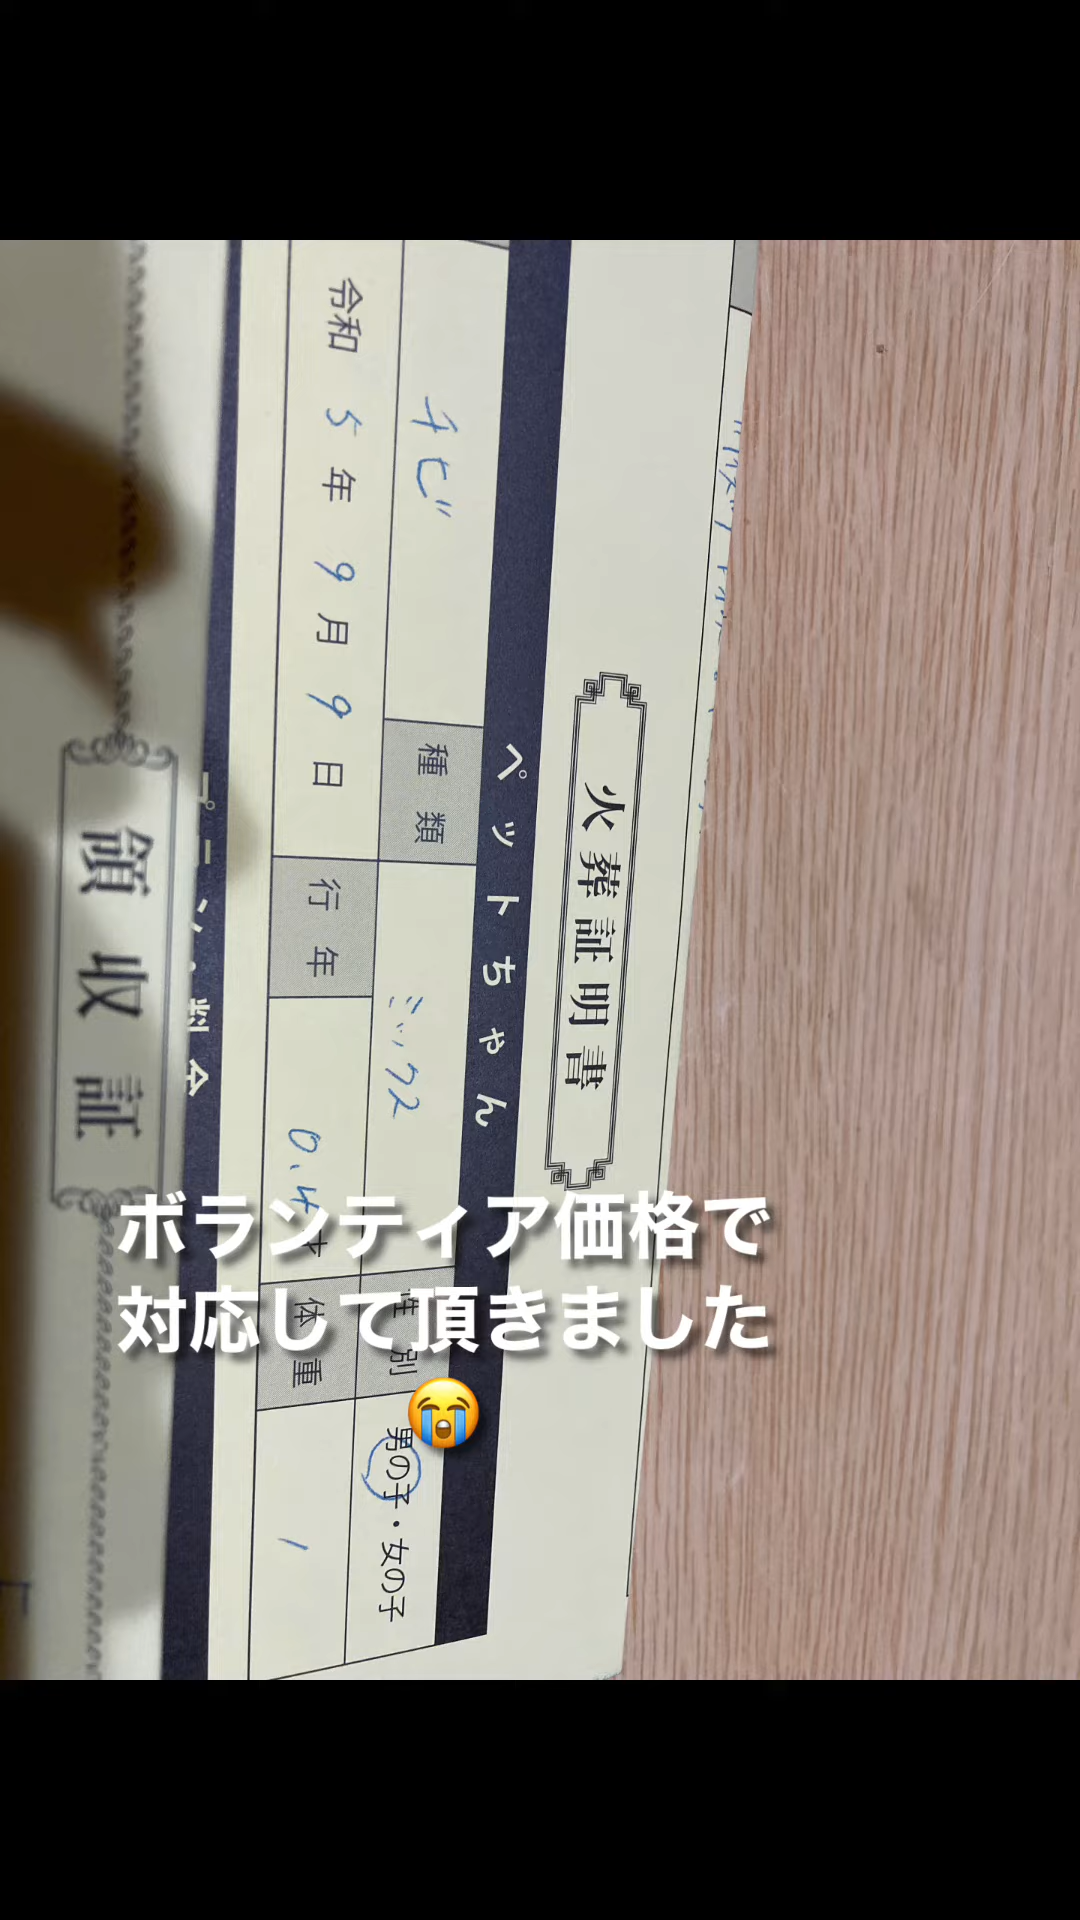 火葬証明書
ペットちゃん
チビ 種類 ミックス 性別 男の子・女の子
令和 5 年 9 月 9 日 行年 0.4 才 体重 1
領収証
ボランティア価格で
対応して頂きました
😭